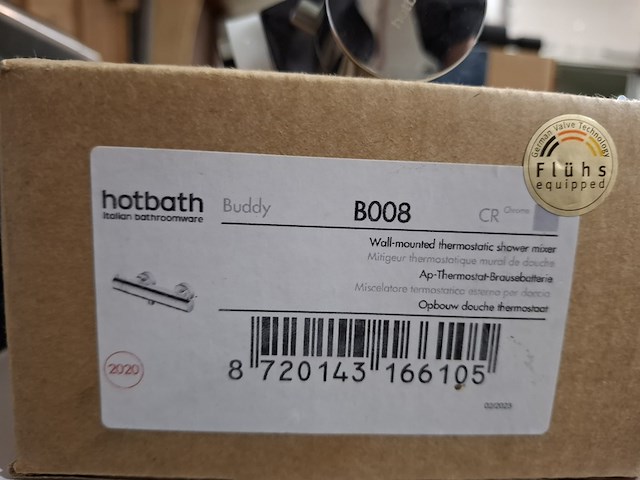 hotbath
Italian bathroomware
Buddy
B008
CR Chrome
German Valve Technology
Flühs
equipped
Wall-mounted thermostatic shower mixer
Mitigeur thermostatique mural de douche
Ap-Thermostat-Brausebatterie
Miscelatore termostatico esterno per doccia
Opbouw douche thermostaat
2020
8 720143 166105
02/2023